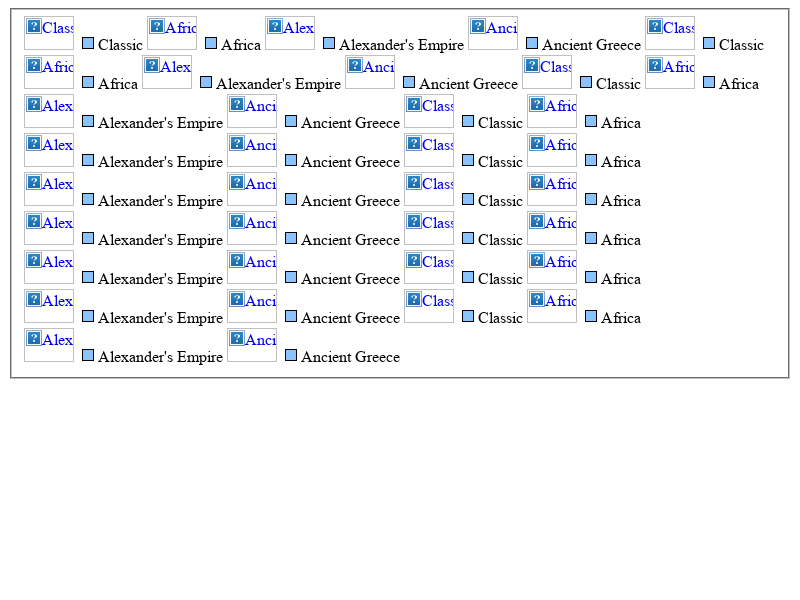 Class Classic Afric Africa Alex Alexander's Empire Anci Ancient Greece Class Classic
Afric Africa Alex Alexander's Empire Anci Ancient Greece Class Classic Afric Africa
Alex Alexander's Empire Anci Ancient Greece Class Classic Afric Africa
Alex Alexander's Empire Anci Ancient Greece Class Classic Afric Africa
Alex Alexander's Empire Anci Ancient Greece Class Classic Afric Africa
Alex Alexander's Empire Anci Ancient Greece Class Classic Afric Africa
Alex Alexander's Empire Anci Ancient Greece Class Classic Afric Africa
Alex Alexander's Empire Anci Ancient Greece Class Classic Afric Africa
Alex Alexander's Empire Anci Ancient Greece